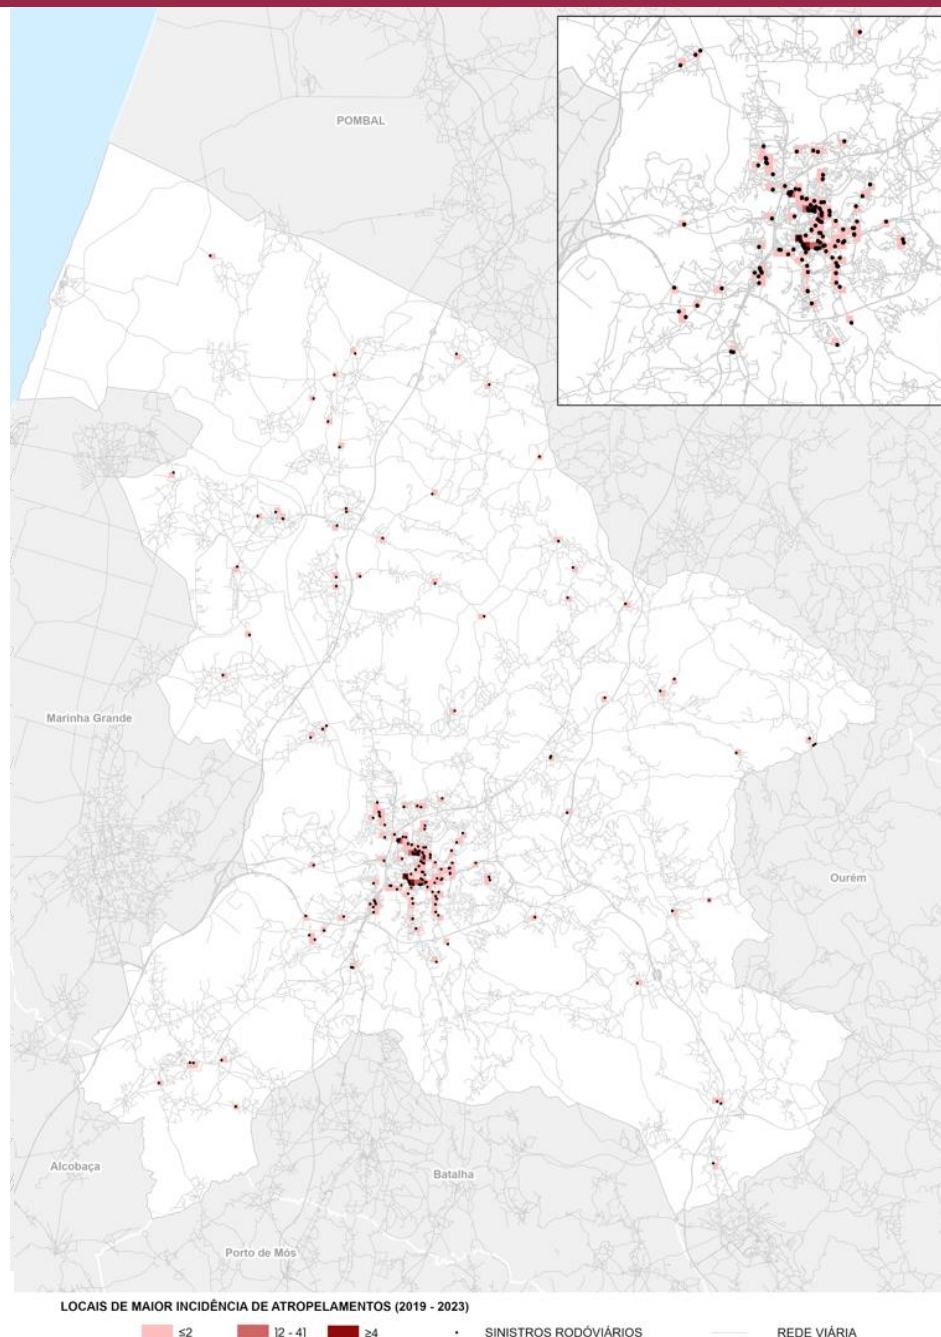 POMBAL
Marinha Grande
Ourém
Alcobaça
Batalha
Porto de Mós
LOCAIS DE MAIOR INCIDÊNCIA DE ATROPELAMENTOS (2019 - 2023)
≤2 ]2 - 4] ≥4 SINISTROS RODÓVIÁRIOS REDE VIÁRIA